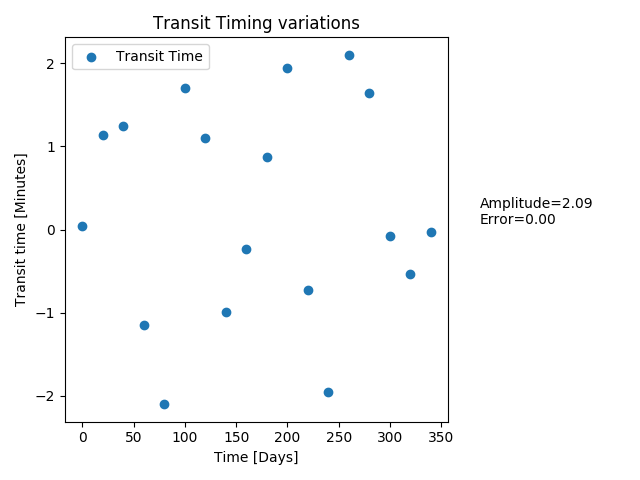 Transit Timing variations
Transit Time
2
1
0
−1
−2
Transit time [Minutes]
Amplitude=2.09
Error=0.00
0 50 100 150 200 250 300 350
Time [Days]